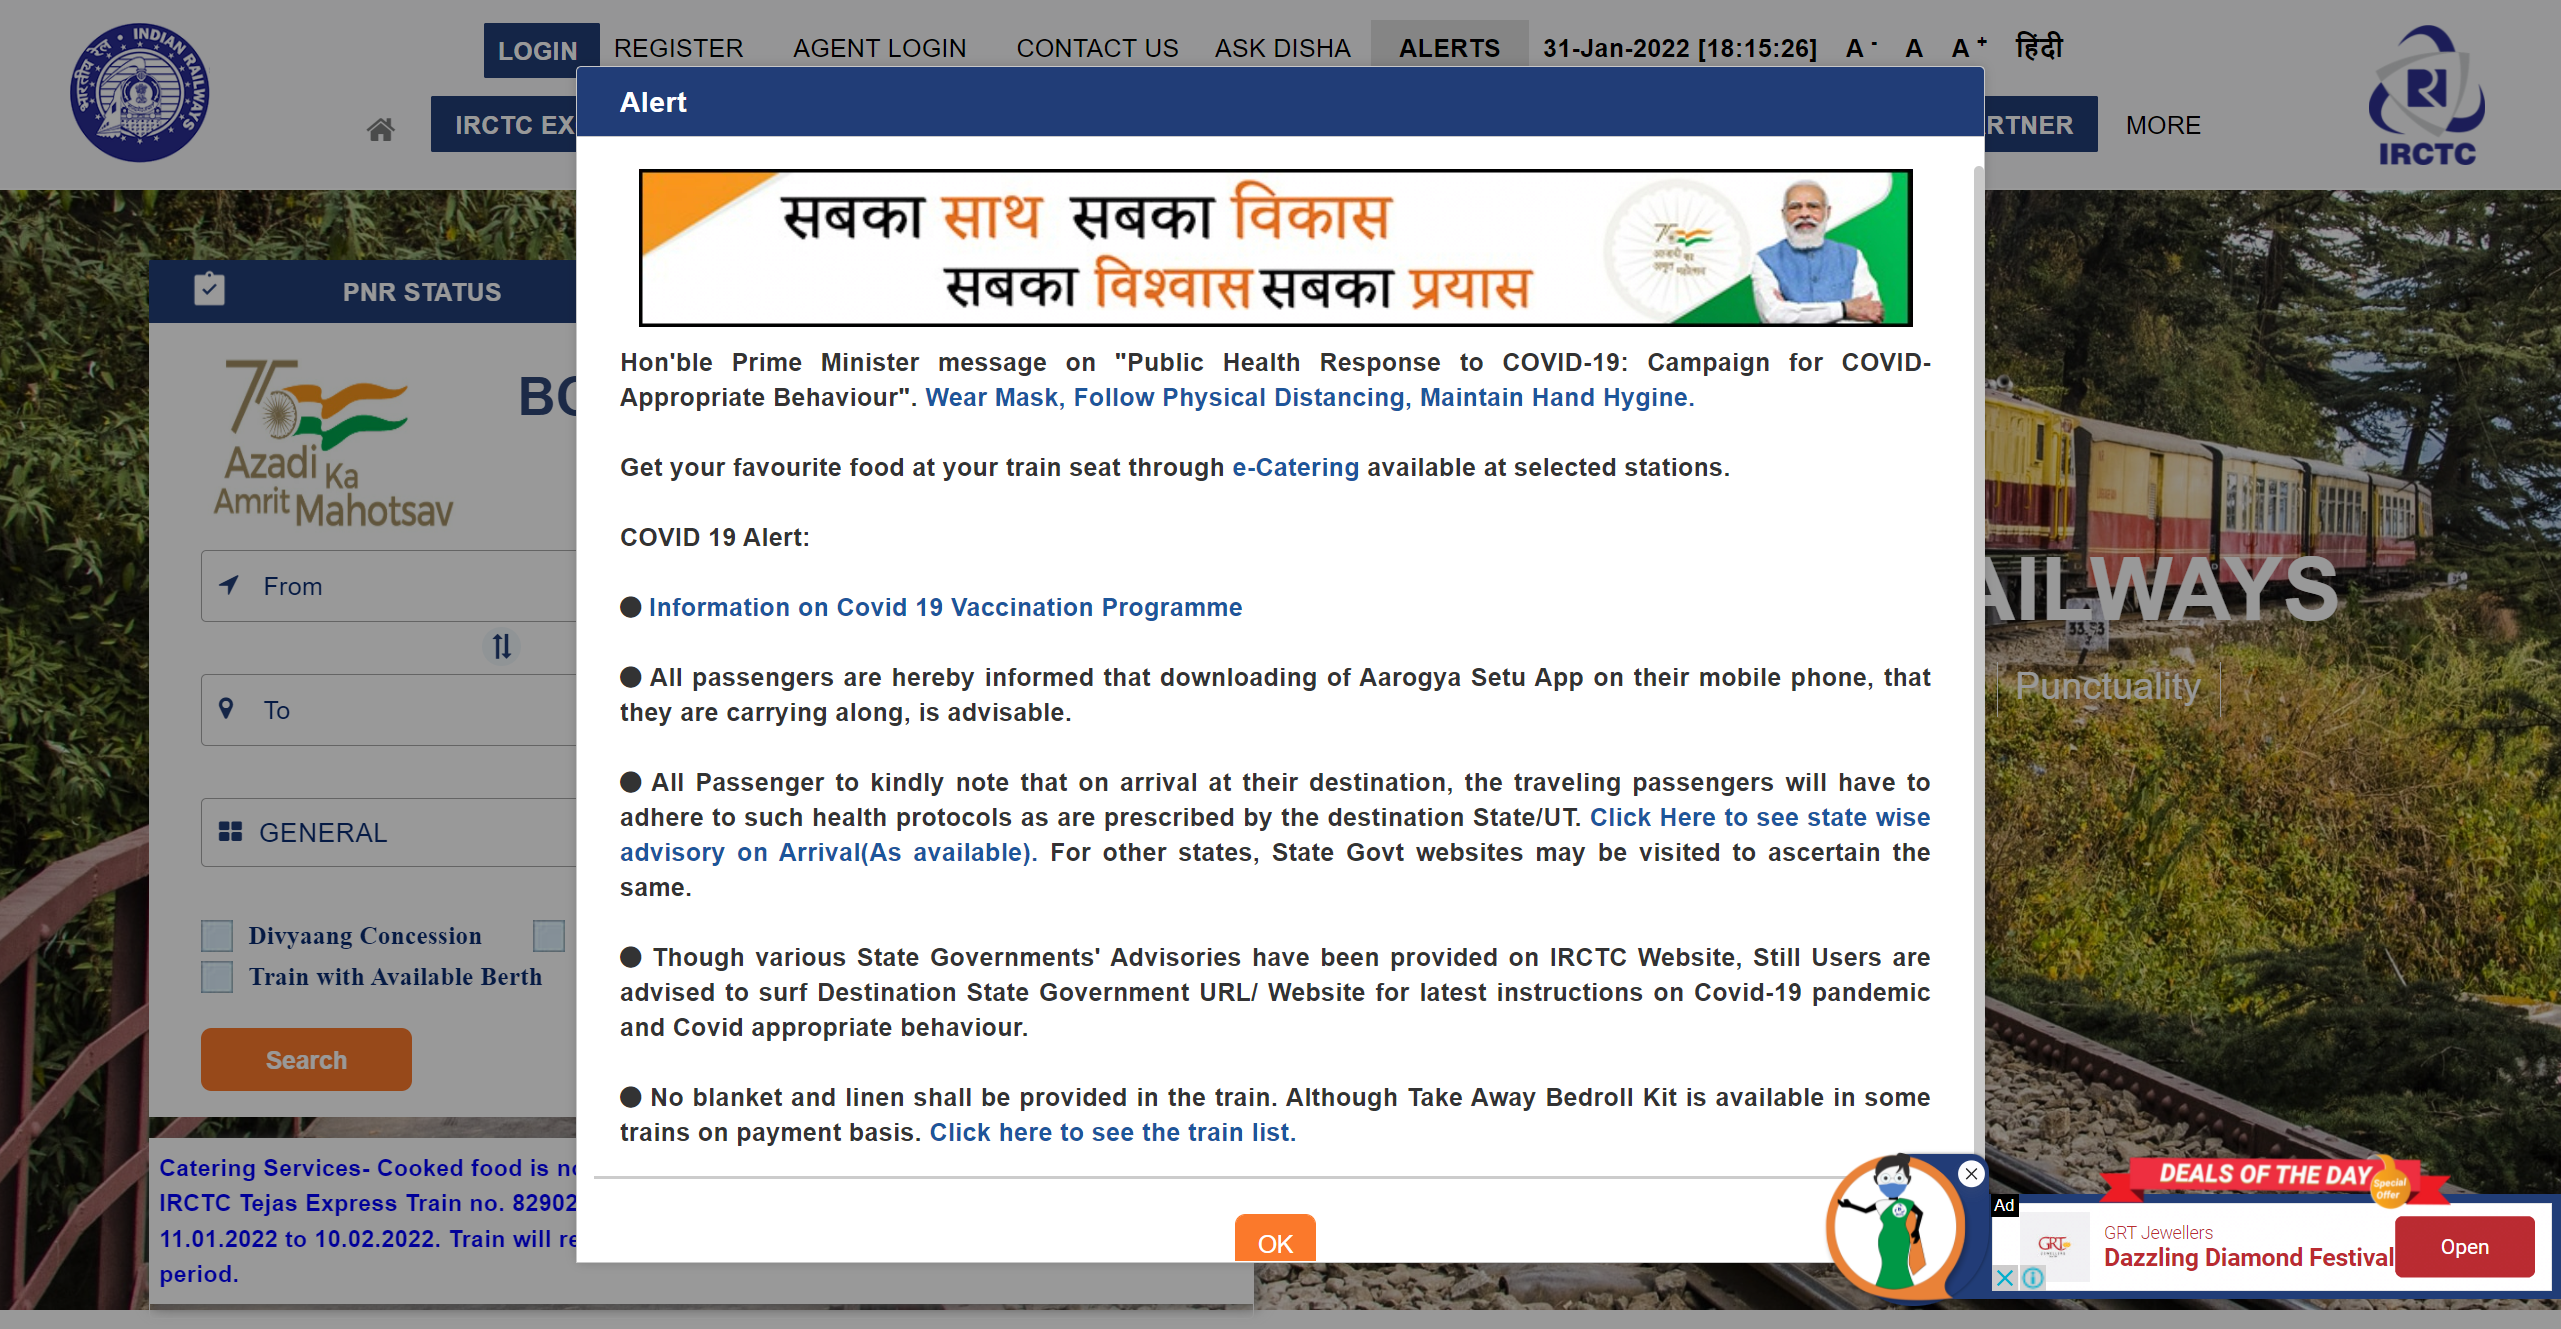 LOGIN REGISTER AGENT LOGIN CONTACT US ASK DISHA ALERTS 31-Jan-2022 [18:15:26] A - A A + हिंदी
भारतीय रेल • INDIAN RAILWAYS
IRCTC EX RTNER MORE
IRCTC
Alert
सबका साथ सबका विकास
सबका विश्वास सबका प्रयास
Hon'ble Prime Minister message on "Public Health Response to COVID-19: Campaign for COVID-
Appropriate Behaviour". Wear Mask, Follow Physical Distancing, Maintain Hand Hygine.
Get your favourite food at your train seat through e-Catering available at selected stations.
COVID 19 Alert:
● Information on Covid 19 Vaccination Programme
● All passengers are hereby informed that downloading of Aarogya Setu App on their mobile phone, that
they are carrying along, is advisable.
● All Passenger to kindly note that on arrival at their destination, the traveling passengers will have to
adhere to such health protocols as are prescribed by the destination State/UT. Click Here to see state wise
advisory on Arrival(As available). For other states, State Govt websites may be visited to ascertain the
same.
● Though various State Governments' Advisories have been provided on IRCTC Website, Still Users are
advised to surf Destination State Government URL/ Website for latest instructions on Covid-19 pandemic
and Covid appropriate behaviour.
● No blanket and linen shall be provided in the train. Although Take Away Bedroll Kit is available in some
trains on payment basis. Click here to see the train list.
OK
PNR STATUS
75
Azadi Ka
Amrit Mahotsav
BO
From
To
GENERAL
Divyaang Concession
Train with Available Berth
Search
Catering Services- Cooked food is no
IRCTC Tejas Express Train no. 82902
11.01.2022 to 10.02.2022. Train will re
period.
AILWAYS
Punctuality
DEALS OF THE DAY
Special
Offer
Ad
GRT
GRT Jewellers
Dazzling Diamond Festival
Open